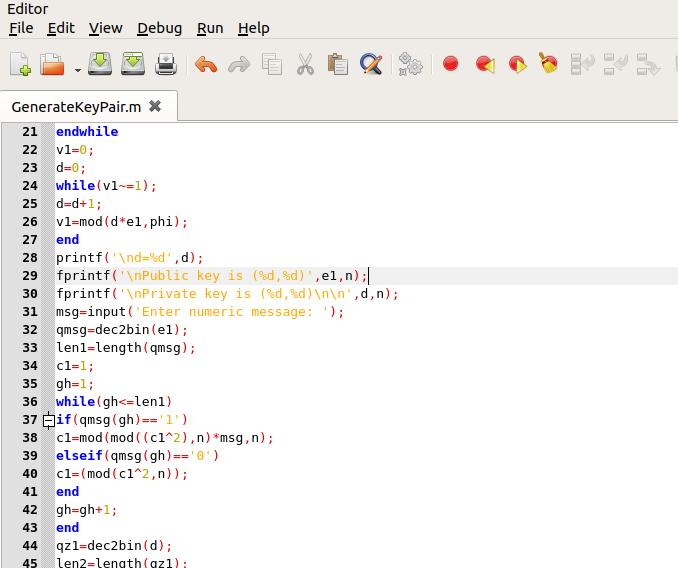 Editor
File Edit View Debug Run Help
GenerateKeyPair.m
21 endwhile
22 v1=0;
23 d=0;
24 while(v1~=1);
25 d=d+1;
26 v1=mod(d*e1,phi);
27 end
28 printf('\nd=%d',d);
29 fprintf('\nPublic key is (%d,%d)',e1,n);
30 fprintf('\nPrivate key is (%d,%d)\n\n',d,n);
31 msg=input('Enter numeric message: ');
32 qmsg=dec2bin(e1);
33 len1=length(qmsg);
34 c1=1;
35 gh=1;
36 while(gh<=len1)
37 if(qmsg(gh)=='1')
38 c1=mod(mod((c1^2),n)*msg,n);
39 elseif(qmsg(gh)=='0')
40 c1=(mod(c1^2,n));
41 end
42 gh=gh+1;
43 end
44 qz1=dec2bin(d);
45 len2=length(qz1);